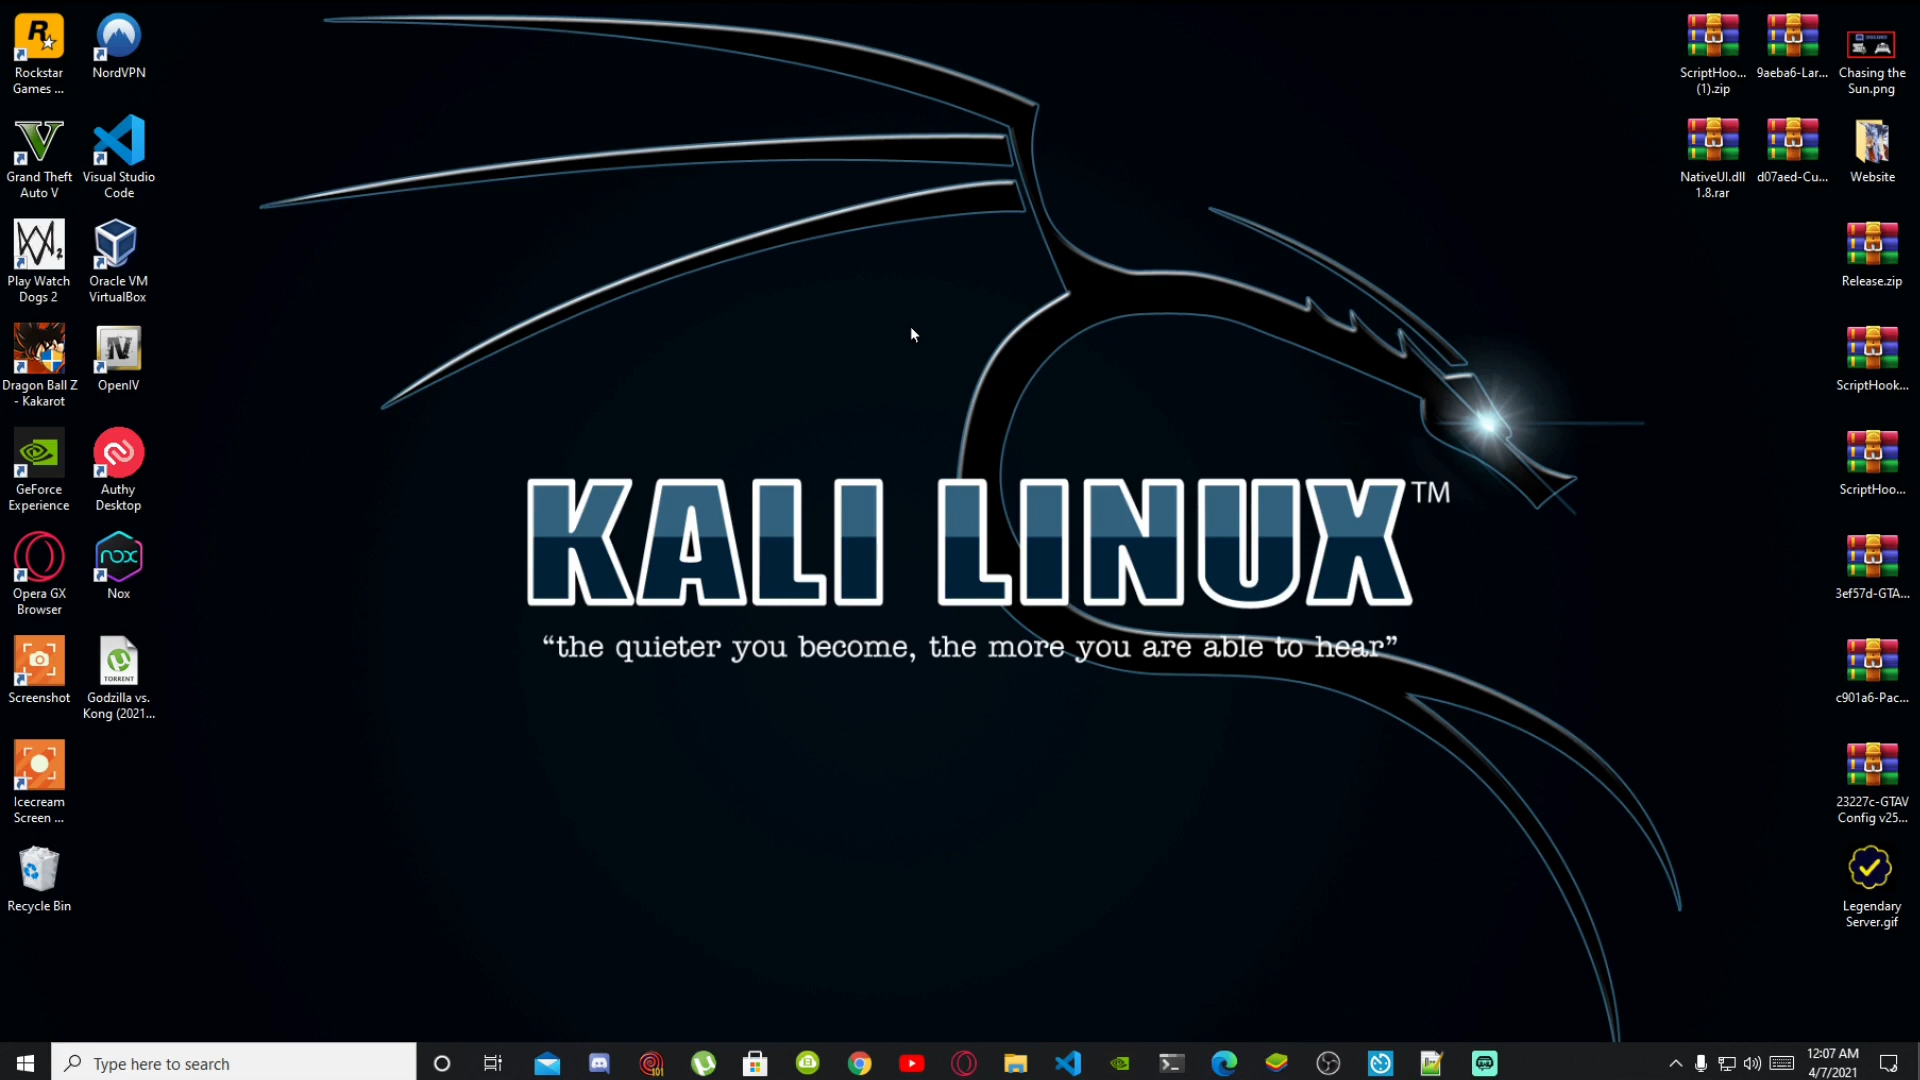 Rockstar
Games ...
NordVPN
Grand Theft
Auto V
Visual Studio
Code
Play Watch
Dogs 2
Oracle VM
VirtualBox
Dragon Ball Z
- Kakarot
OpenIV
GeForce
Experience
Authy
Desktop
Opera GX
Browser
nox
Nox
Screenshot
TORRENT
Godzilla vs.
Kong (2021...
Icecream
Screen ...
Recycle Bin
KALI LINUX™
“the quieter you become, the more you are able to hear”
ScriptHoo...
(1).zip
9aeba6-Lar...
Chasing the
Sun.png
NativeUI.dll
1.8.rar
d07aed-Cu...
Website
Release.zip
ScriptHook...
ScriptHoo...
3ef57d-GTA...
c901a6-Pac...
23227c-GTAV
Config v25...
Legendary
Server.gif
Type here to search
12:07 AM
4/7/2021